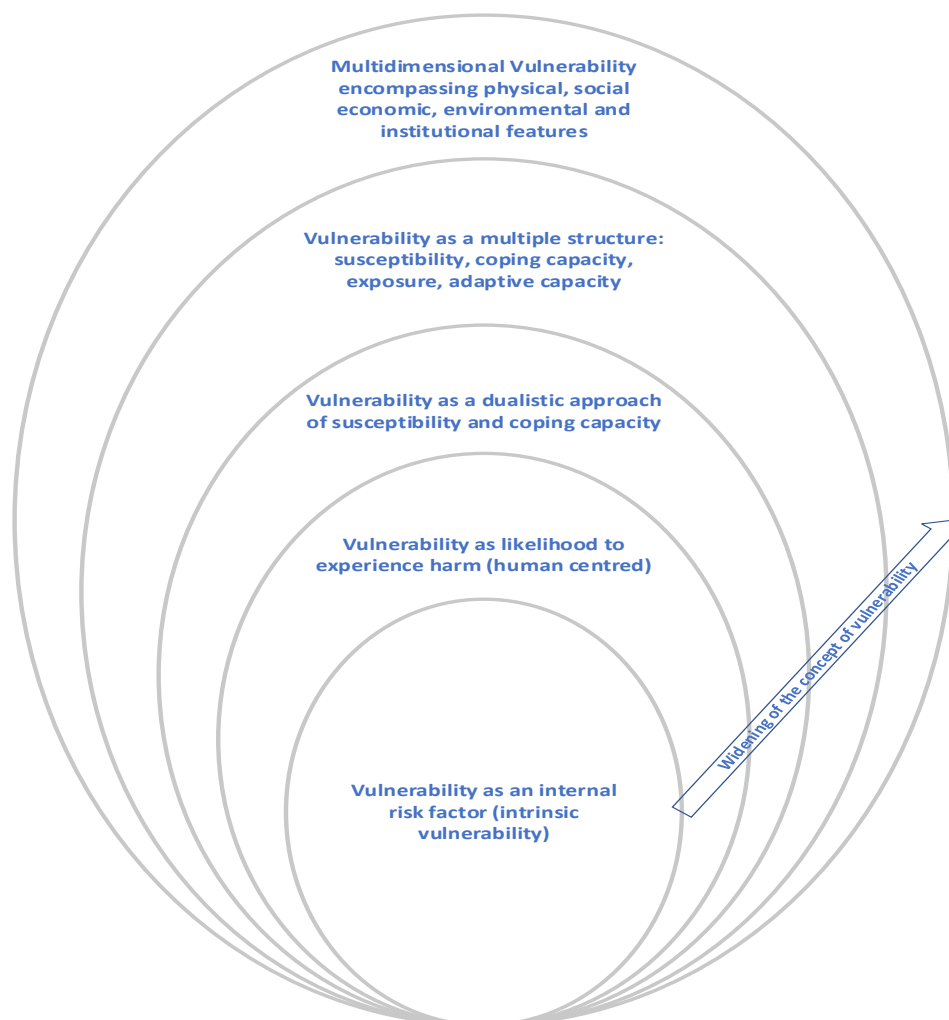 Multidimensional Vulnerability
encompassing physical, social
economic, environmental and
institutional features
Vulnerability as a multiple structure:
susceptibility, coping capacity,
exposure, adaptive capacity
Vulnerability as a dualistic approach
of susceptibility and coping capacity
Vulnerability as likelihood to
experience harm (human centred)
Widening of the concept of vulnerability
Vulnerability as an internal
risk factor (intrinsic
vulnerability)